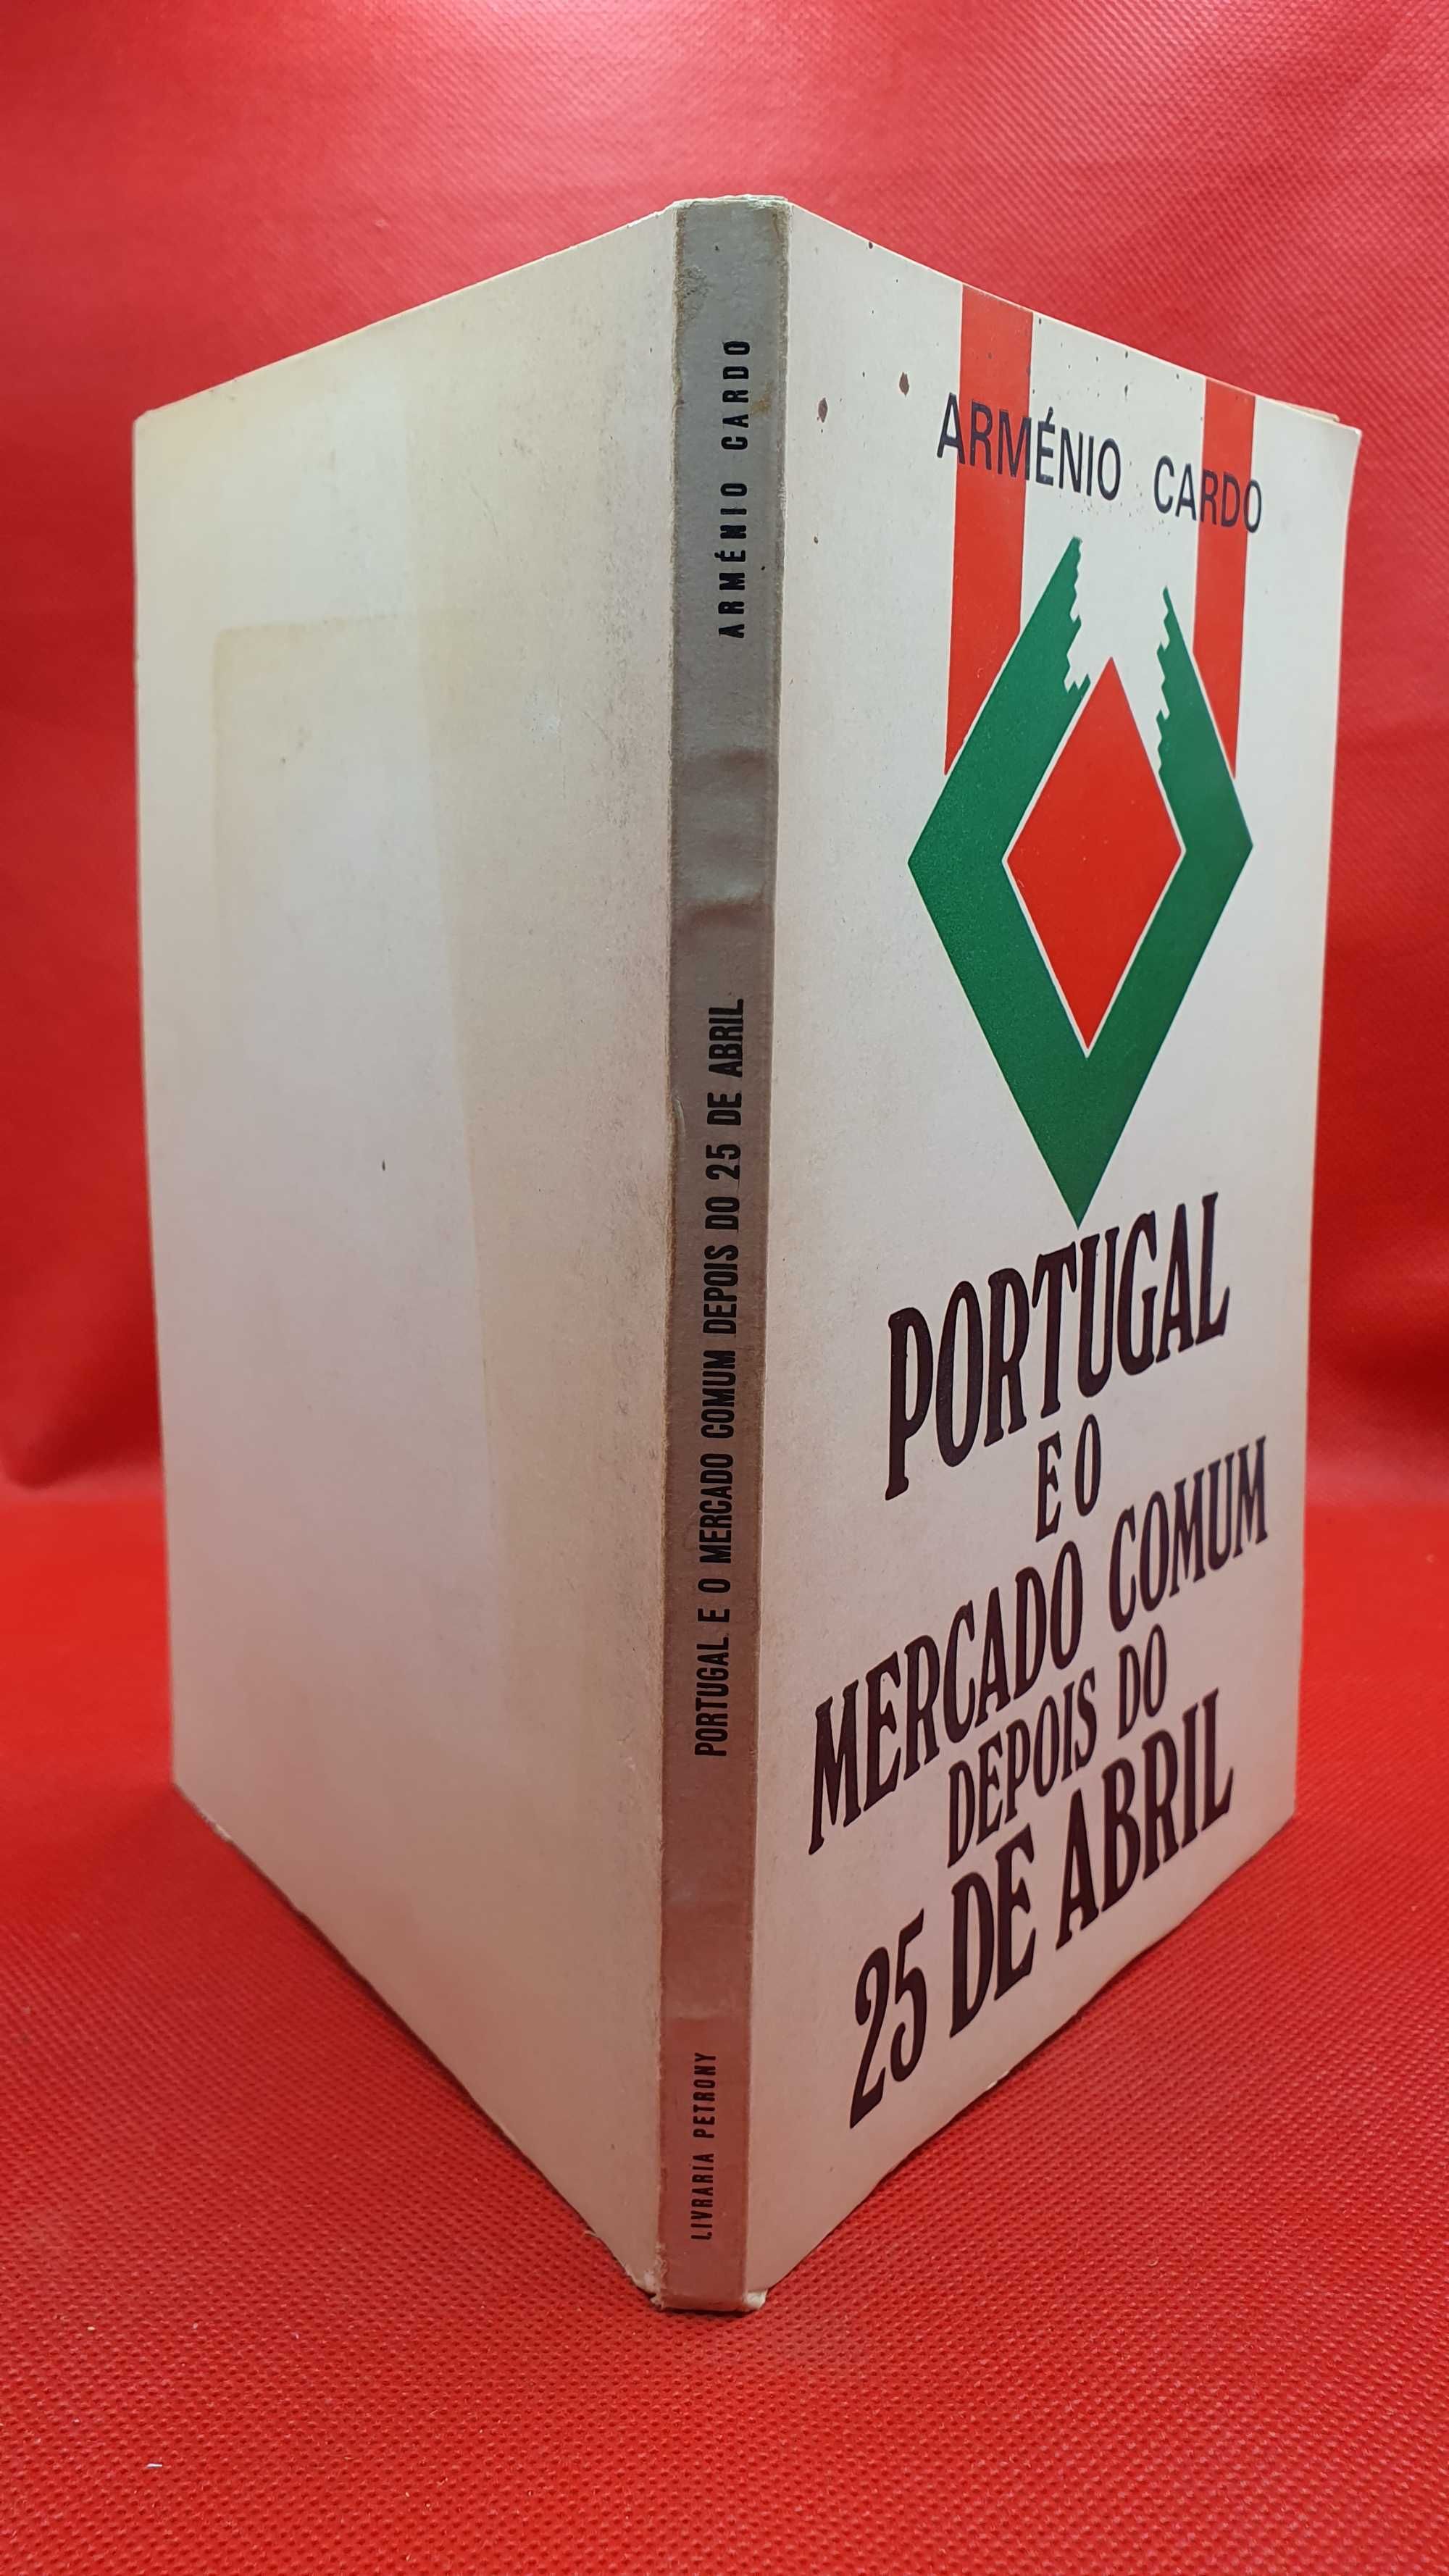 ARMÉNIO CARDO
PORTUGAL E O MERCADO COMUM DEPOIS DO 25 DE ABRIL
LIVRARIA PETRONY
ARMÉNIO CARDO
PORTUGAL
E O
MERCADO COMUM
DEPOIS DO
25 DE ABRIL